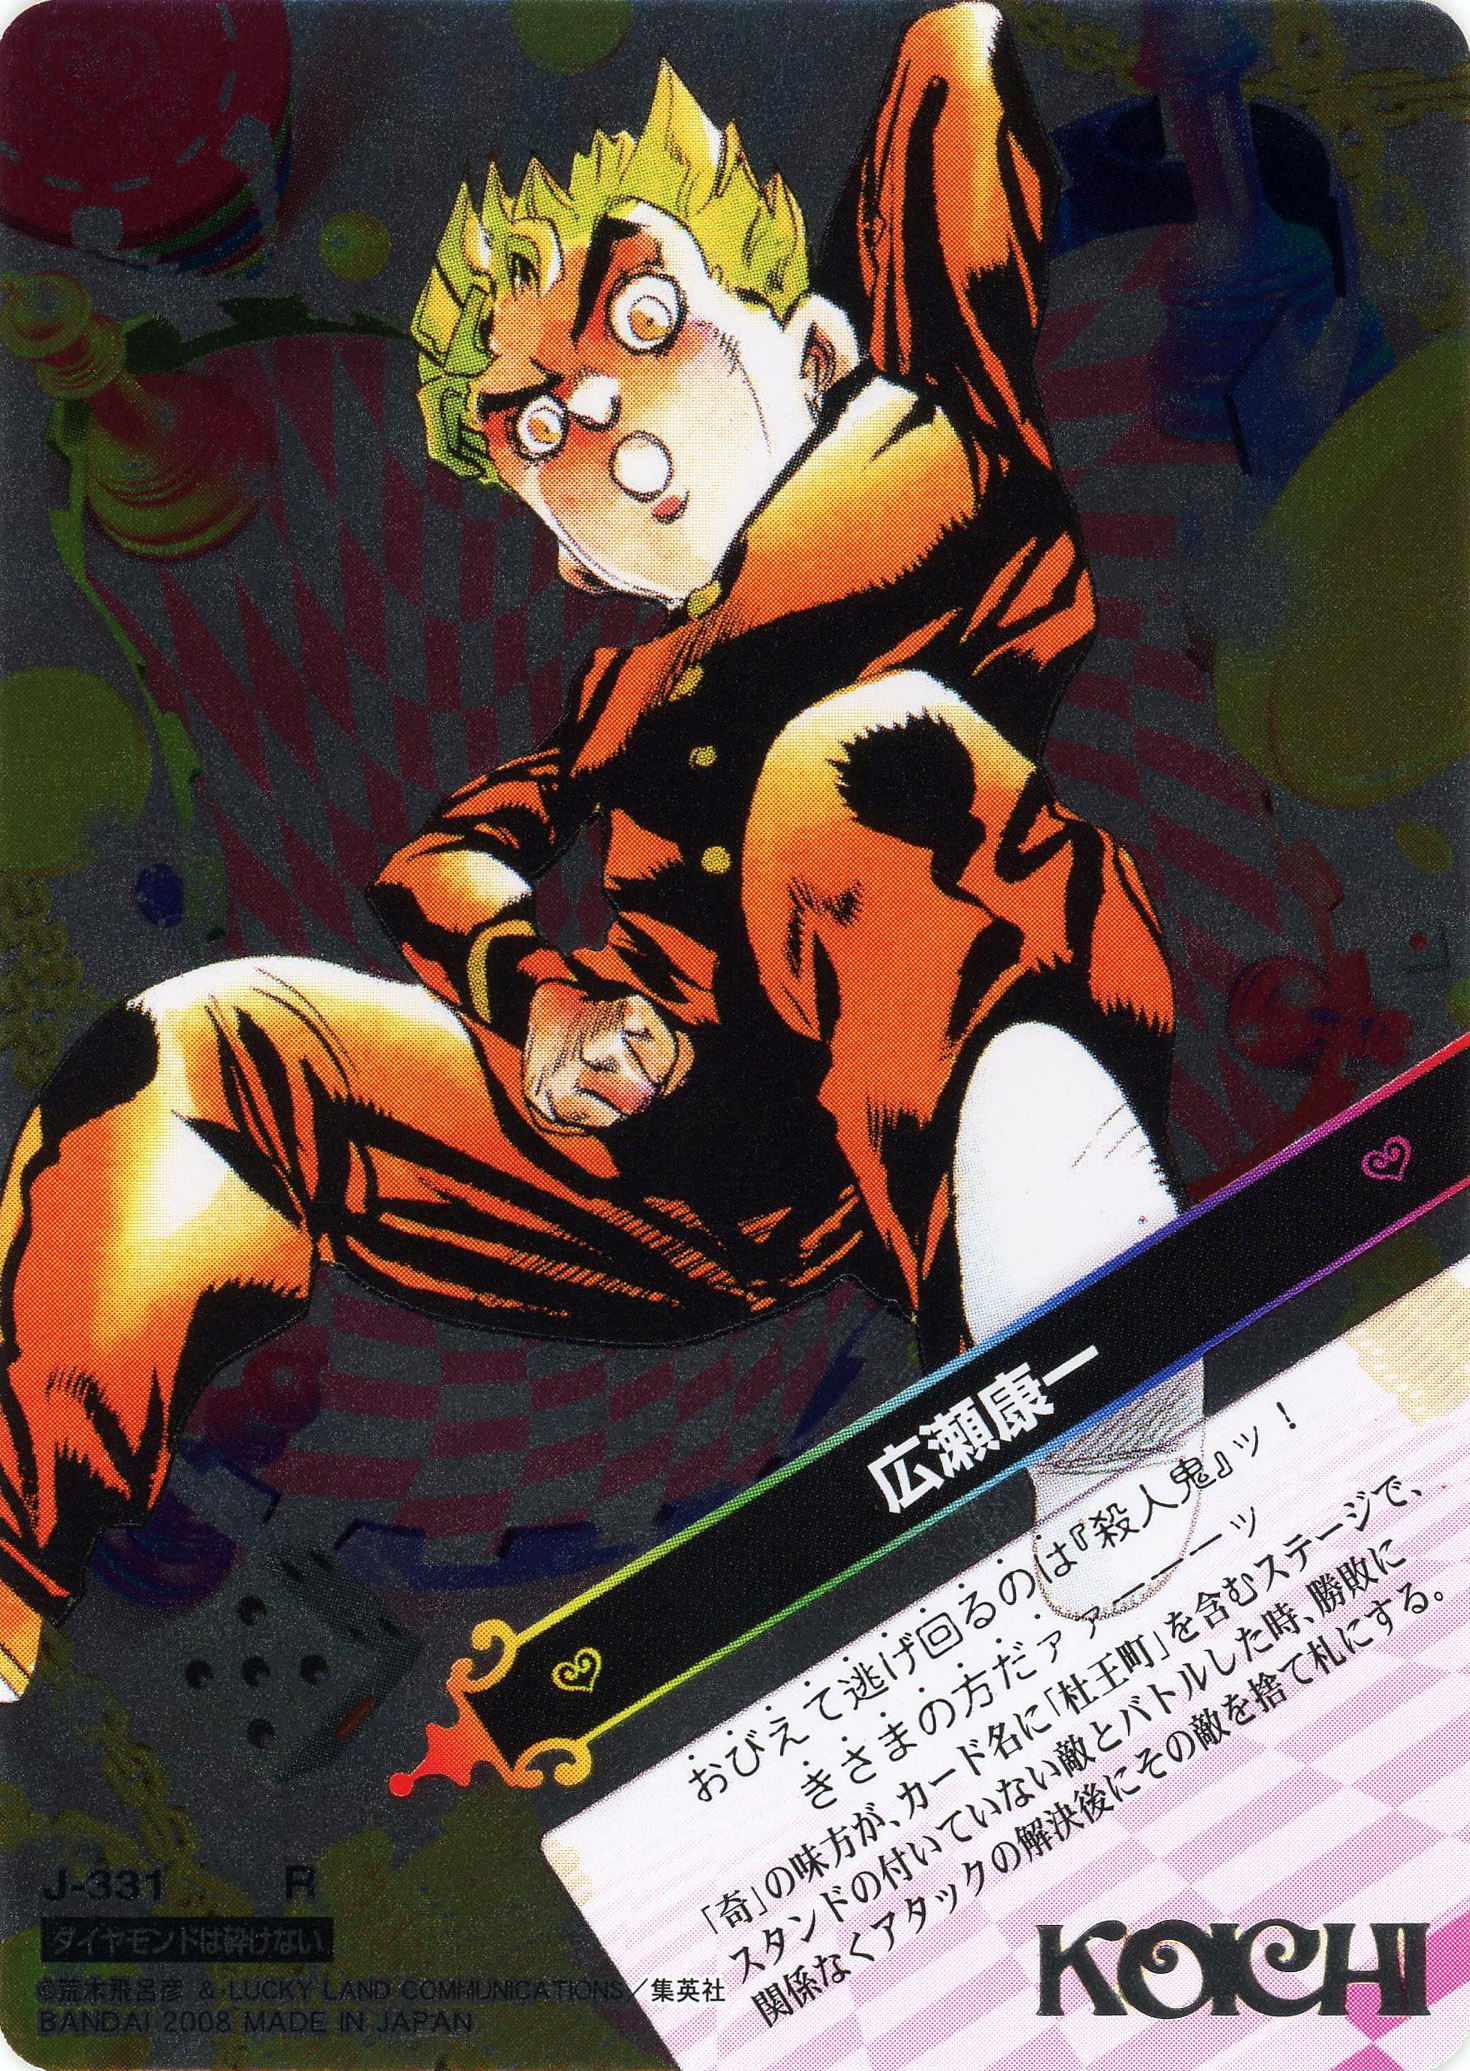 広瀬康一
おびえて逃げ回るのは『殺人鬼』ッ!
きさまの方だァァーーーーッ
「奇」の味方が、カード名に「杜王町」を含むステージで、
スタンドの付いていない敵とバトルした時、勝敗に
関係なくアタックの解決後にその敵を捨て札にする。
KOICHI
J-331 R
ダイヤモンドは砕けない
©荒木飛呂彦 & LUCKY LAND COMMUNICATIONS/集英社
BANDAI 2008 MADE IN JAPAN